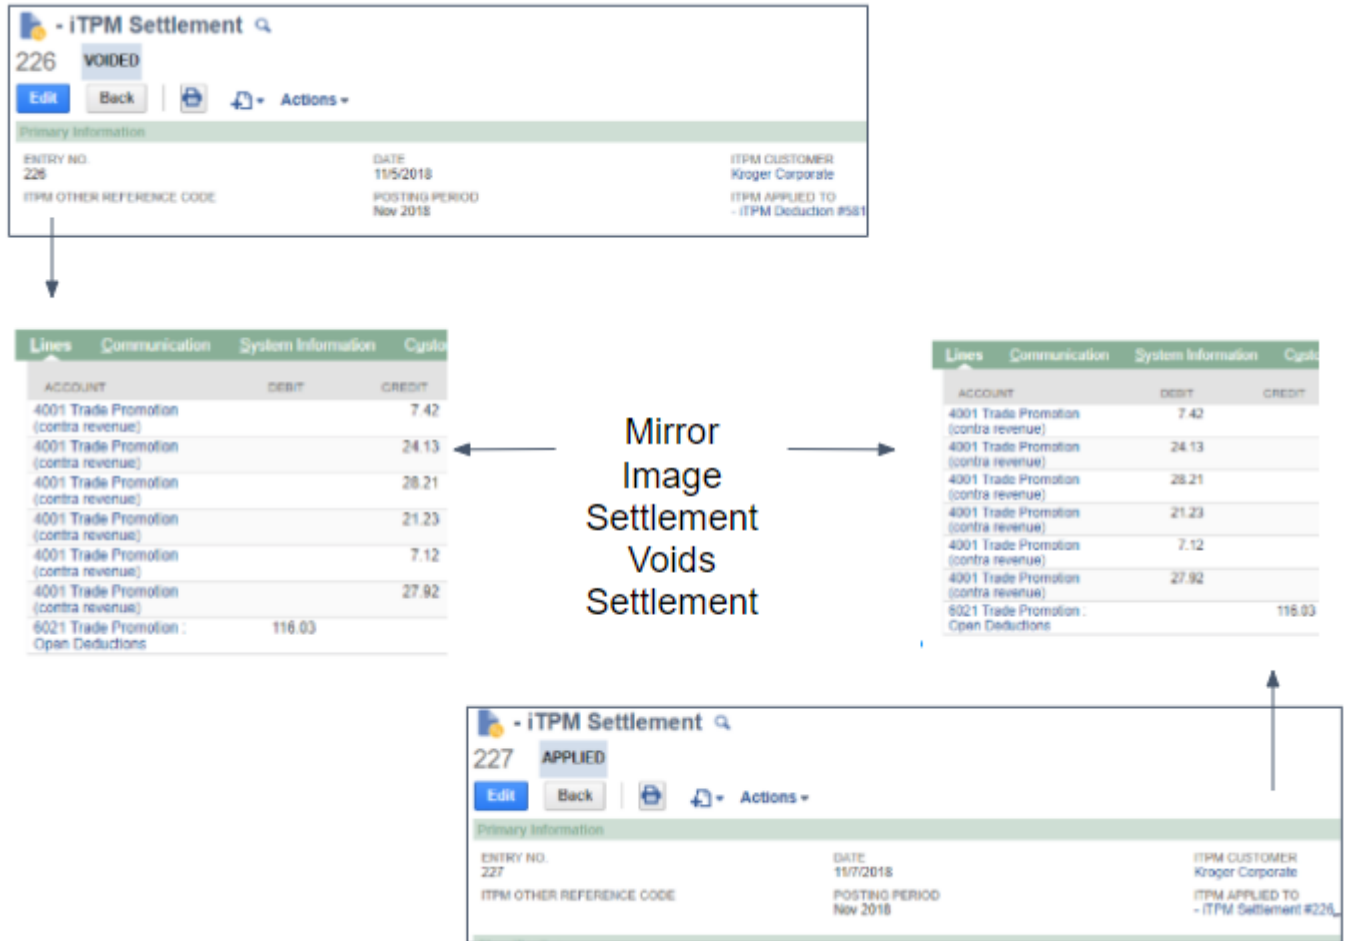 - iTPM Settlement
226 VOIDED
Edit Back Actions
Primary Information
ENTRY NO. DATE ITPM CUSTOMER
226 11/5/2018 Kroger Corporate
ITPM OTHER REFERENCE CODE POSTING PERIOD ITPM APPLIED TO
Nov 2018 - iTPM Deduction #581
Lines Communication System Information Custo
ACCOUNT DEBIT CREDIT
4001 Trade Promotion 7.42
(contra revenue)
4001 Trade Promotion 24.13
(contra revenue)
4001 Trade Promotion 28.21
(contra revenue)
4001 Trade Promotion 21.23
(contra revenue)
4001 Trade Promotion 7.12
(contra revenue)
4001 Trade Promotion 27.92
(contra revenue)
6021 Trade Promotion : 116.03
Open Deductions
Mirror
Image
Settlement
Voids
Settlement
Lines Communication System Information Custo
ACCOUNT DEBIT CREDIT
4001 Trade Promotion 7.42
(contra revenue)
4001 Trade Promotion 24.13
(contra revenue)
4001 Trade Promotion 28.21
(contra revenue)
4001 Trade Promotion 21.23
(contra revenue)
4001 Trade Promotion 7.12
(contra revenue)
4001 Trade Promotion 27.92
(contra revenue)
6021 Trade Promotion : 116.03
Open Deductions
- iTPM Settlement
227 APPLIED
Edit Back Actions
Primary Information
ENTRY NO. DATE ITPM CUSTOMER
227 11/7/2018 Kroger Corporate
ITPM OTHER REFERENCE CODE POSTING PERIOD ITPM APPLIED TO
Nov 2018 - iTPM Settlement #226